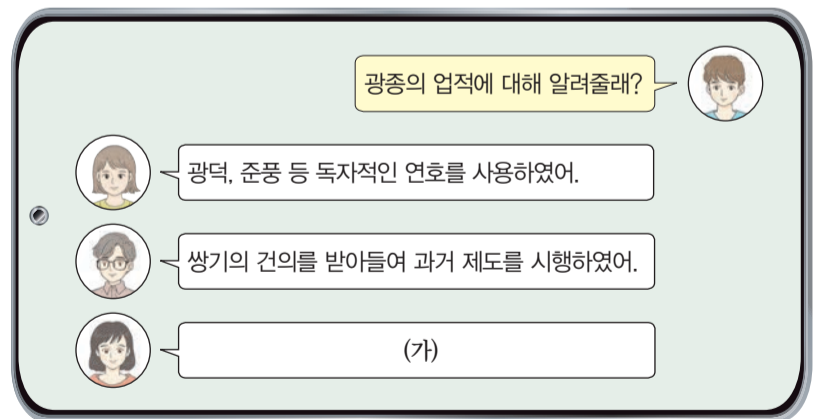 광종의 업적에 대해 알려줄래?
광덕, 준풍 등 독자적인 연호를 사용하였어.
쌍기의 건의를 받아들여 과거 제도를 시행하였어.
(가)